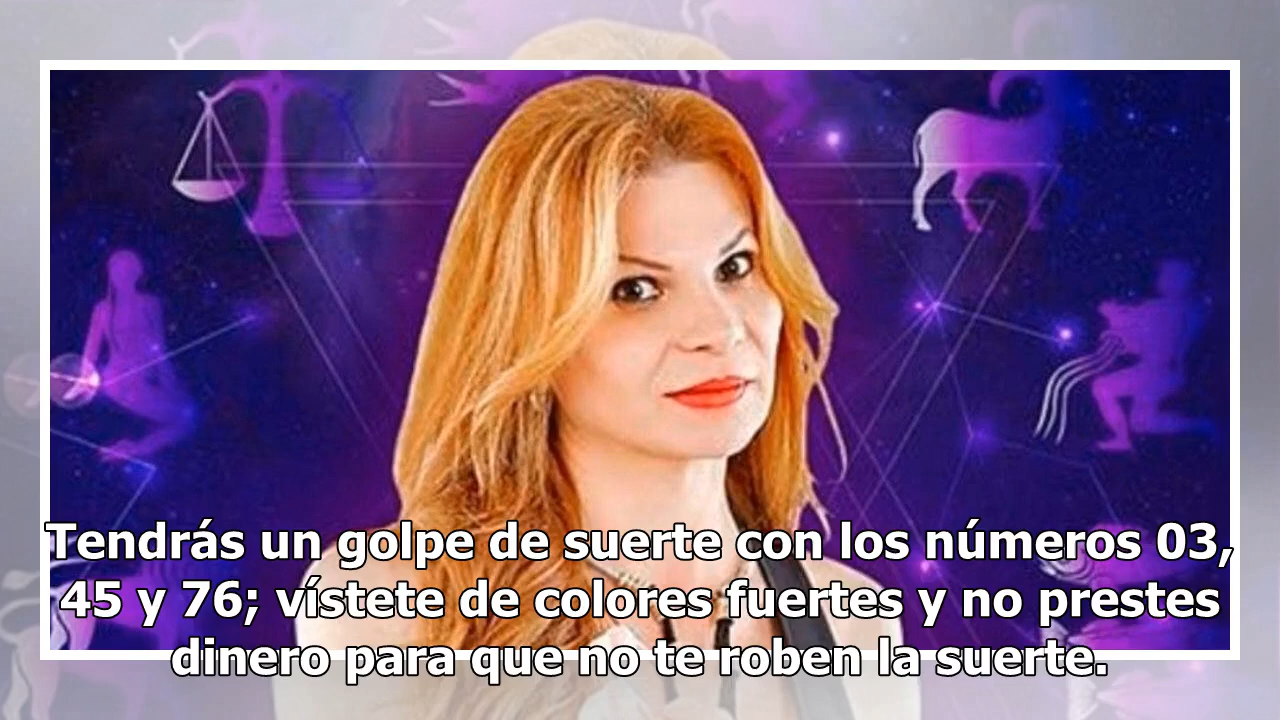 Tendrás un golpe de suerte con los números 03,
45 y 76; vístete de colores fuertes y no prestes
dinero para que no te roben la suerte.